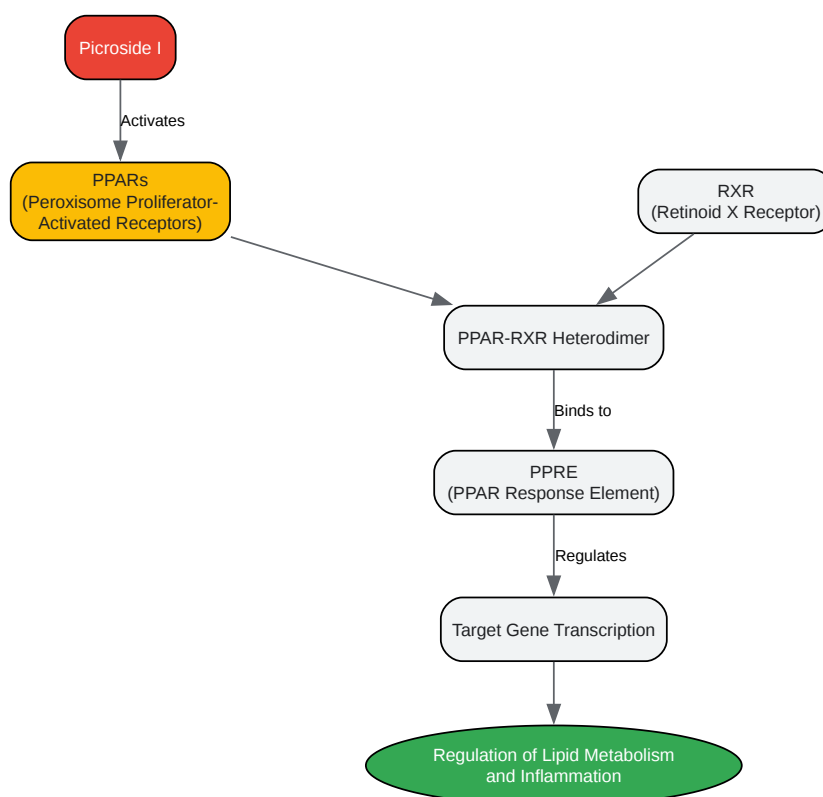 Picroside I
Activates
PPARs
(Peroxisome Proliferator-
Activated Receptors)
RXR
(Retinoid X Receptor)
PPAR-RXR Heterodimer
Binds to
PPRE
(PPAR Response Element)
Regulates
Target Gene Transcription
Regulation of Lipid Metabolism
and Inflammation